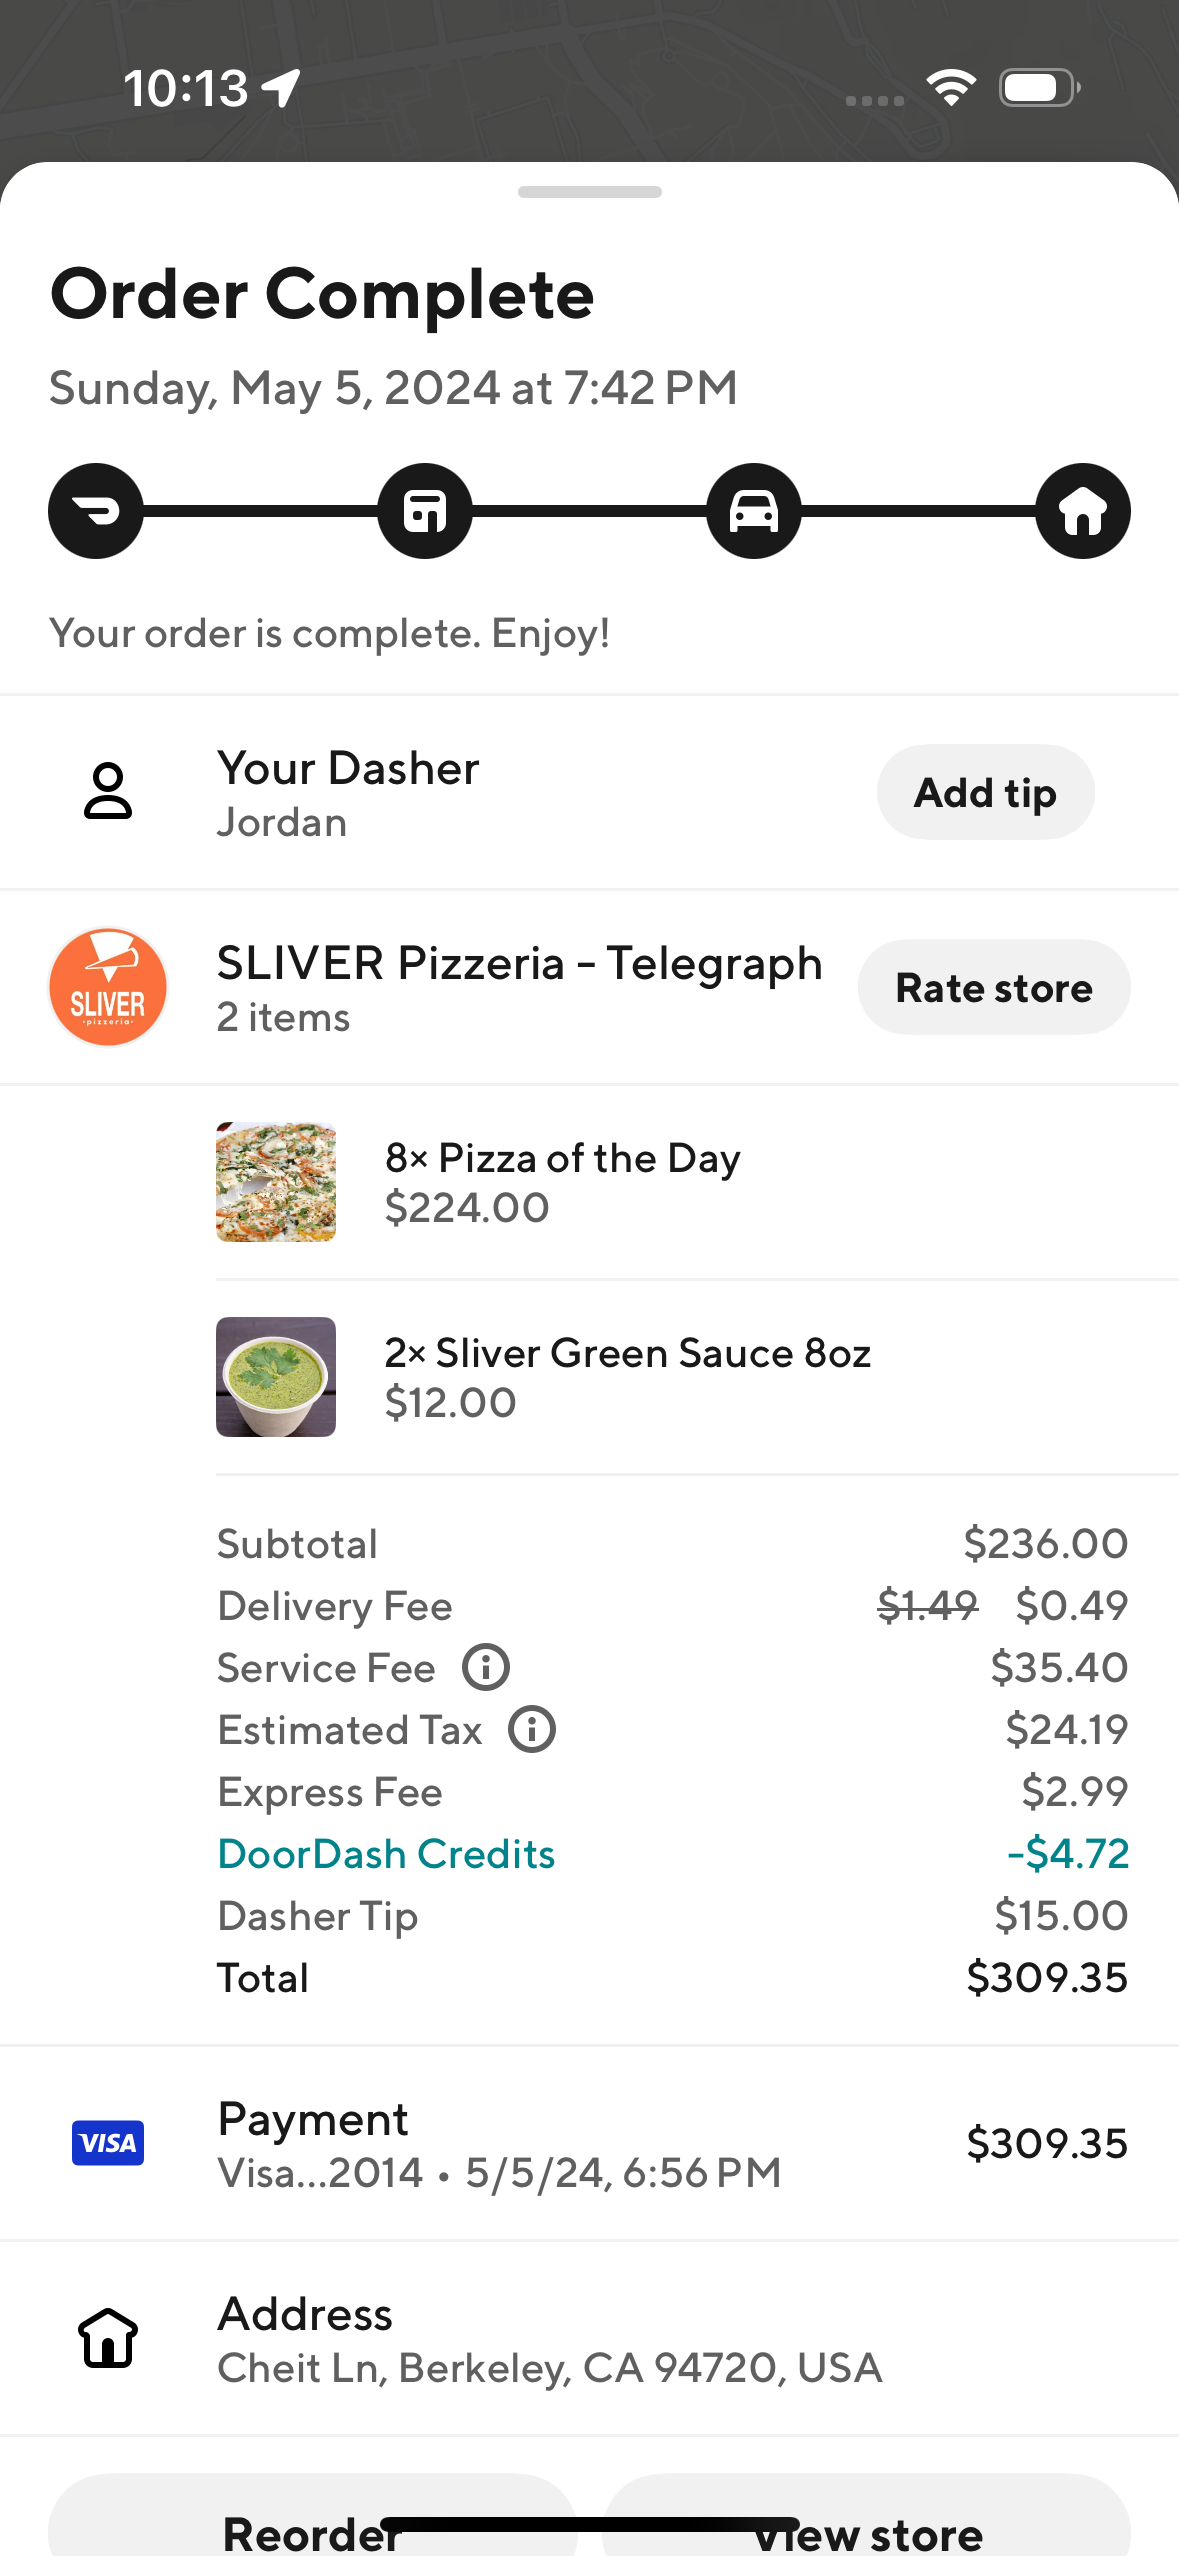 10:13
Order Complete
Sunday, May 5, 2024 at 7:42 PM
Your order is complete. Enjoy!
Your Dasher
Jordan
Add tip
SLIVER
·pizzeria·
SLIVER Pizzeria - Telegraph
2 items
Rate store
8× Pizza of the Day
$224.00
2× Sliver Green Sauce 8oz
$12.00
Subtotal $236.00
Delivery Fee $1.49 $0.49
Service Fee $35.40
Estimated Tax $24.19
Express Fee $2.99
DoorDash Credits -$4.72
Dasher Tip $15.00
Total $309.35
VISA
Payment
Visa...2014 • 5/5/24, 6:56 PM
$309.35
Address
Cheit Ln, Berkeley, CA 94720, USA
Reorder View store